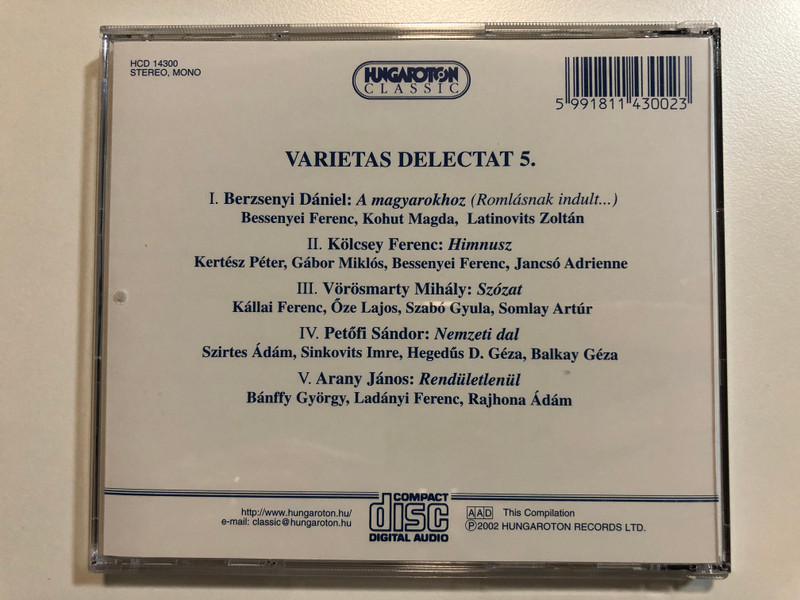 HCD 14300
STEREO, MONO
HUNGAROTON
CLASSIC
5 991811 430023
VARIETAS DELECTAT 5.
I. Berzsenyi Dániel: A magyarokhoz (Romlásnak indult...)
Bessenyei Ferenc, Kohut Magda, Latinovits Zoltán
II. Kölcsey Ferenc: Himnusz
Kertész Péter, Gábor Miklós, Bessenyei Ferenc, Jancsó Adrienne
III. Vörösmarty Mihály: Szózat
Kállai Ferenc, Őze Lajos, Szabó Gyula, Somlay Artúr
IV. Petőfi Sándor: Nemzeti dal
Szirtes Ádám, Sinkovits Imre, Hegedűs D. Géza, Balkay Géza
V. Arany János: Rendületlenül
Bánffy György, Ladányi Ferenc, Rajhona Ádám
http://www.hungaroton.hu/
e-mail: classic@hungaroton.hu
COMPACT
disc
DIGITAL AUDIO
AAD This Compilation
℗2002 HUNGAROTON RECORDS LTD.